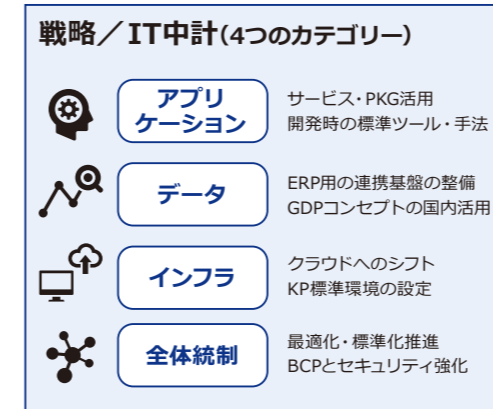 戦略／IT中計(4つのカテゴリー)
アプリ
ケーション
サービス・PKG活用
開発時の標準ツール・手法
データ
ERP用の連携基盤の整備
GDPコンセプトの国内活用
インフラ
クラウドへのシフト
KP標準環境の設定
全体統制
最適化・標準化推進
BCPとセキュリティ強化